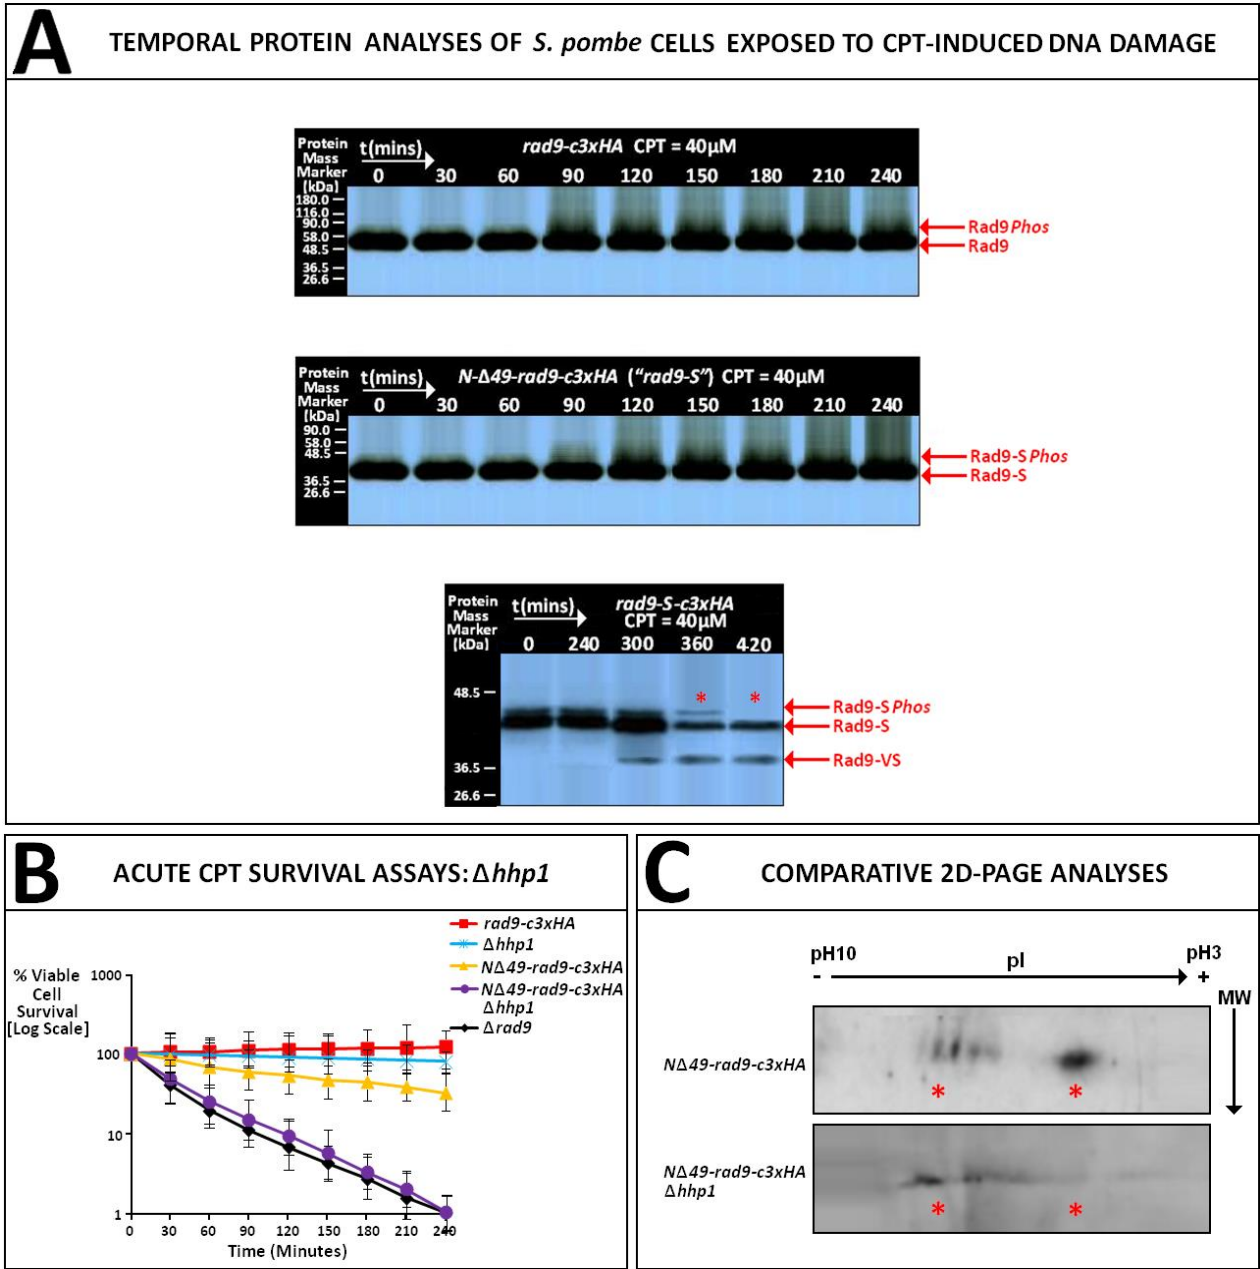 A
TEMPORAL PROTEIN ANALYSES OF S. pombe CELLS EXPOSED TO CPT-INDUCED DNA DAMAGE
Protein
Mass
Marker
[kDa]
t(mins)
rad9-c3xHA CPT = 40µM
0 30 60 90 120 150 180 210 240
180.0
116.0
90.0
58.0
48.5
36.5
26.6
Rad9 Phos
Rad9
Protein
Mass
Marker
(kDa)
t(mins)
N-Δ49-rad9-c3xHA ("rad9-S") CPT = 40µM
0 30 60 90 120 150 180 210 240
90.0
58.0
48.5
36.5
26.6
Rad9-S Phos
Rad9-S
Protein
Mass
Marker
(kDa)
t(mins)
rad9-S-c3xHA
CPT = 40µM
0 240 300 360 420
48.5
36.5
26.6
* *
Rad9-S Phos
Rad9-S
Rad9-VS
B
ACUTE CPT SURVIVAL ASSAYS: Δhhp1
% Viable
Cell
Survival
[Log Scale]
1000
100
10
1
0 30 60 90 120 150 180 210 240
Time (Minutes)
rad9-c3xHA
Δhhp1
NΔ49-rad9-c3xHA
NΔ49-rad9-c3xHA
Δhhp1
Δrad9
C
COMPARATIVE 2D-PAGE ANALYSES
pH10 pI pH3
- +
MW
NΔ49-rad9-c3xHA
* *
NΔ49-rad9-c3xHA
Δhhp1
* *